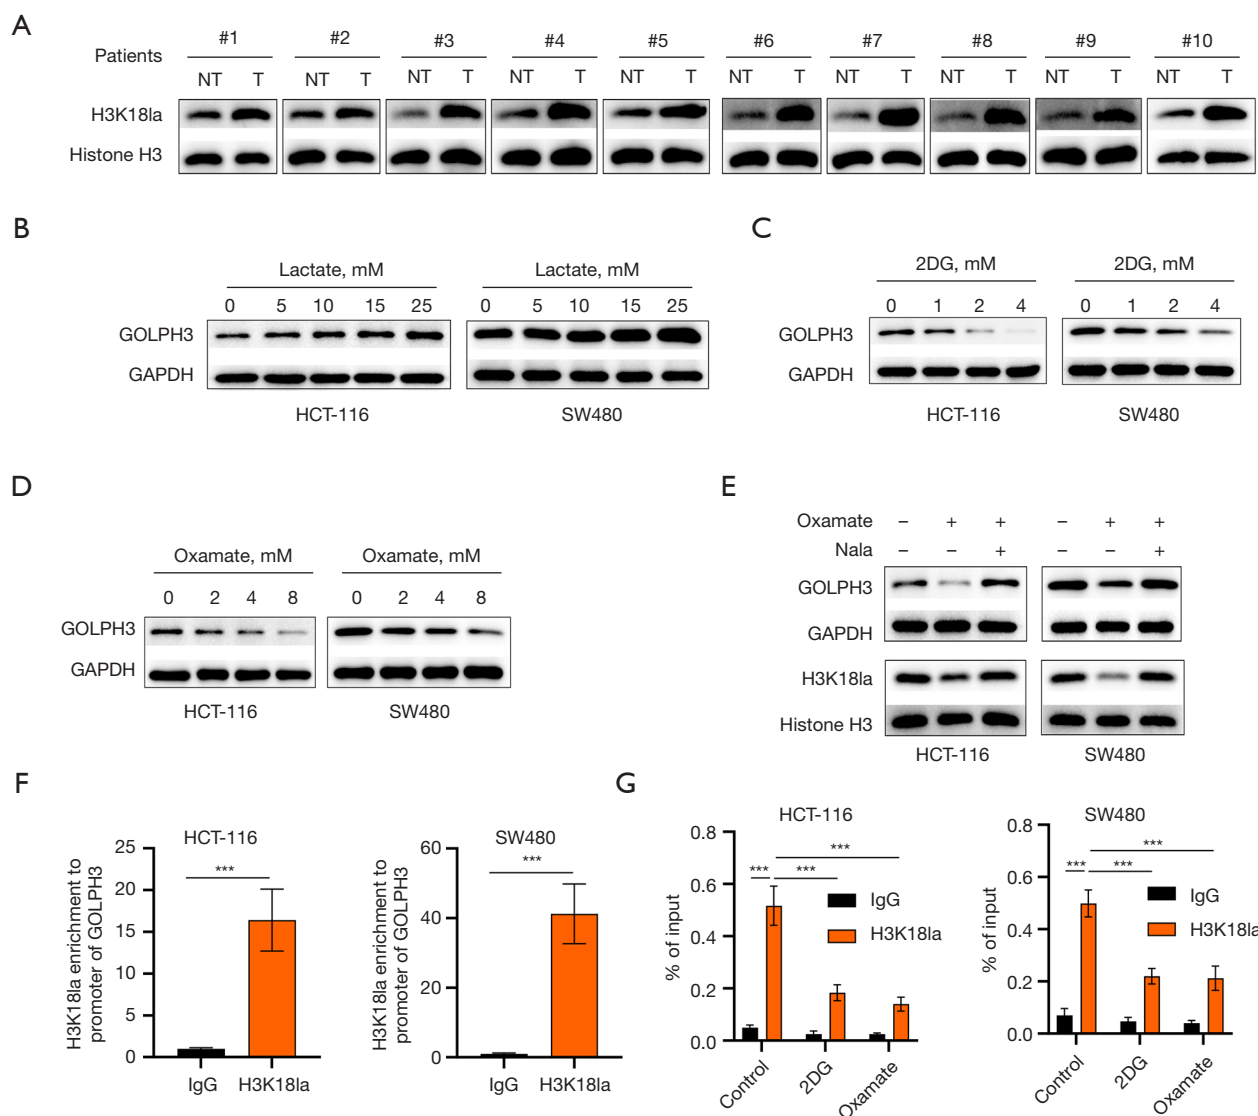 A
Patients #1 #2 #3 #4 #5 #6 #7 #8 #9 #10
NT T NT T NT T NT T NT T NT T NT T NT T NT T NT T
H3K18la
Histone H3
B
Lactate, mM Lactate, mM
0 5 10 15 25 0 5 10 15 25
GOLPH3
GAPDH
HCT-116 SW480
C
2DG, mM 2DG, mM
0 1 2 4 0 1 2 4
GOLPH3
GAPDH
HCT-116 SW480
D
Oxamate, mM Oxamate, mM
0 2 4 8 0 2 4 8
GOLPH3
GAPDH
HCT-116 SW480
E
Oxamate – + + – + +
Nala – – + – – +
GOLPH3
GAPDH
H3K18la
Histone H3
HCT-116 SW480
F
HCT-116
H3K18la enrichment to
promoter of GOLPH3
25
20
15
10
5
0
***
IgG H3K18la
SW480
H3K18la enrichment to
promoter of GOLPH3
60
40
20
0
***
IgG H3K18la
G
HCT-116
% of input
0.8
0.6
0.4
0.2
0.0
***
***
***
IgG
H3K18la
Control 2DG Oxamate
SW480
% of input
0.8
0.6
0.4
0.2
0.0
***
***
***
IgG
H3K18la
Control 2DG Oxamate